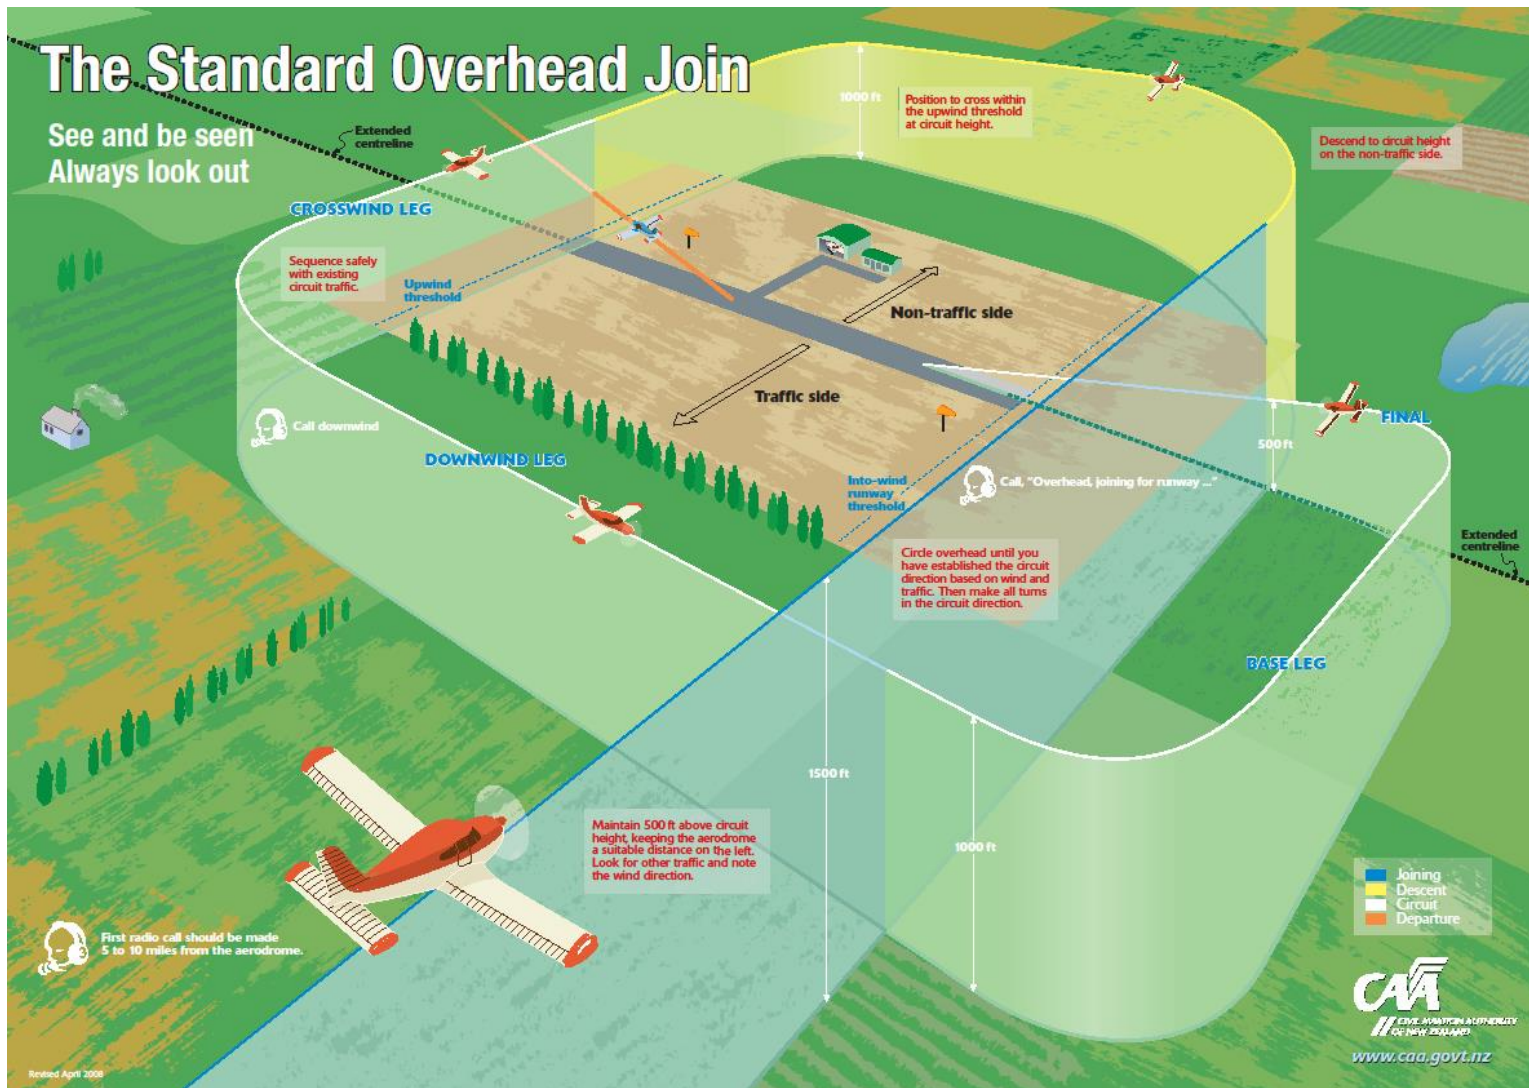 The Standard Overhead Join
See and be seen
Always look out
Extended
centreline
1000 ft
Position to cross within
the upwind threshold
at circuit height.
Descend to circuit height
on the non-traffic side.
CROSSWIND LEG
Sequence safely
with existing
circuit traffic.
Upwind
threshold
Non-traffic side
Traffic side
Call downwind
DOWNWIND LEG
FINAL
500 ft
Into-wind
runway
threshold
Call, "Overhead, joining for runway ..."
Extended
centreline
Circle overhead until you
have established the circuit
direction based on wind and
traffic. Then make all turns
in the circuit direction.
BASE LEG
1500 ft
Maintain 500 ft above circuit
height, keeping the aerodrome
a suitable distance on the left.
Look for other traffic and note
the wind direction.
1000 ft
First radio call should be made
5 to 10 miles from the aerodrome.
Joining
Descent
Circuit
Departure
CAA
CIVIL AVIATION AUTHORITY
OF NEW ZEALAND
www.caa.govt.nz
Revised April 2008